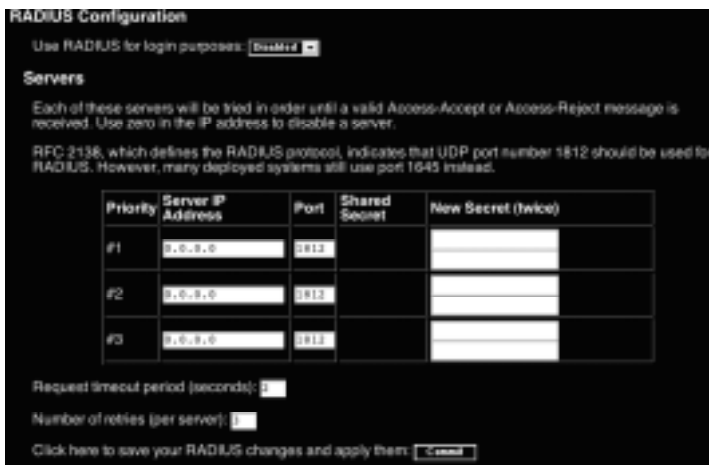 RADIUS Configuration
Use RADIUS for login purposes: Disabled
Servers
Each of these servers will be tried in order until a valid Access-Accept or Access-Reject message is
received. Use zero in the IP address to disable a server.
RFC 2138, which defines the RADIUS protocol, indicates that UDP port number 1812 should be used for
RADIUS. However, many deployed systems still use port 1645 instead.
Priority Server IP Address Port Shared Secret New Secret (twice)
#1 0.0.0.0 1812
#2 0.0.0.0 1812
#3 0.0.0.0 1812
Request timeout period (seconds):
Number of retries (per server):
Click here to save your RADIUS changes and apply them: Commit